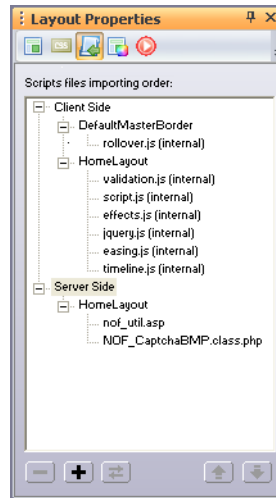 Layout Properties
CSS
Scripts files importing order:
Client Side
DefaultMasterBorder
rollover.js (internal)
HomeLayout
validation.js (internal)
script.js (internal)
effects.js (internal)
jquery.js (internal)
easing.js (internal)
timeline.js (internal)
Server Side
HomeLayout
nof_util.asp
NOF_CaptchaBMP.class.php